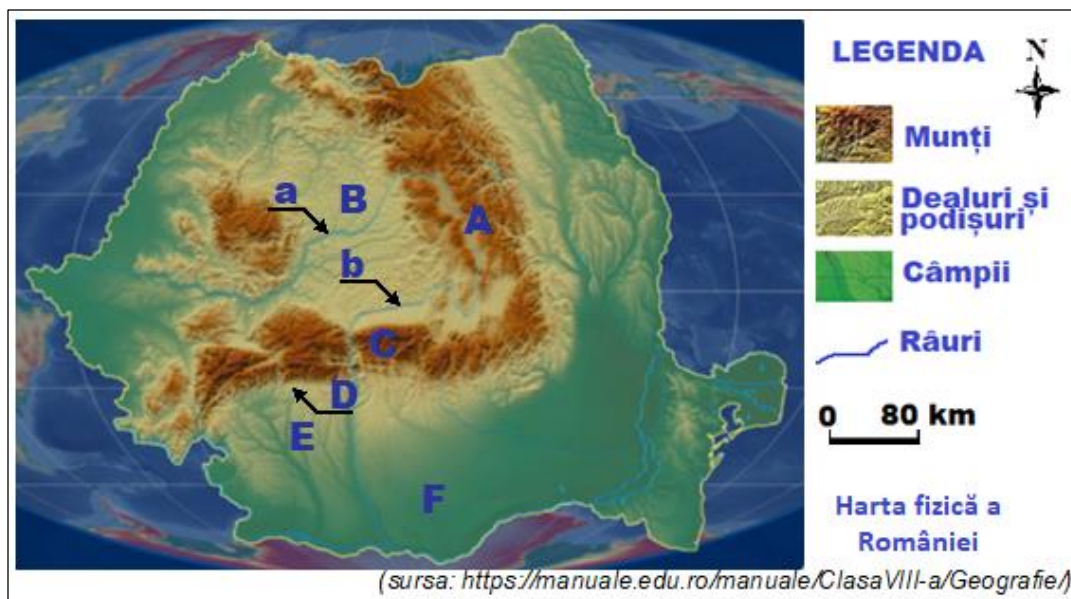 LEGENDA
N
Munți
Dealuri și
podișuri
Câmpii
Râuri
0 80 km
Harta fizică a
României
a
B
A
b
C
D
E
F
(sursa: https://manuale.edu.ro/manuale/ClasaVIII-a/Geografie/)